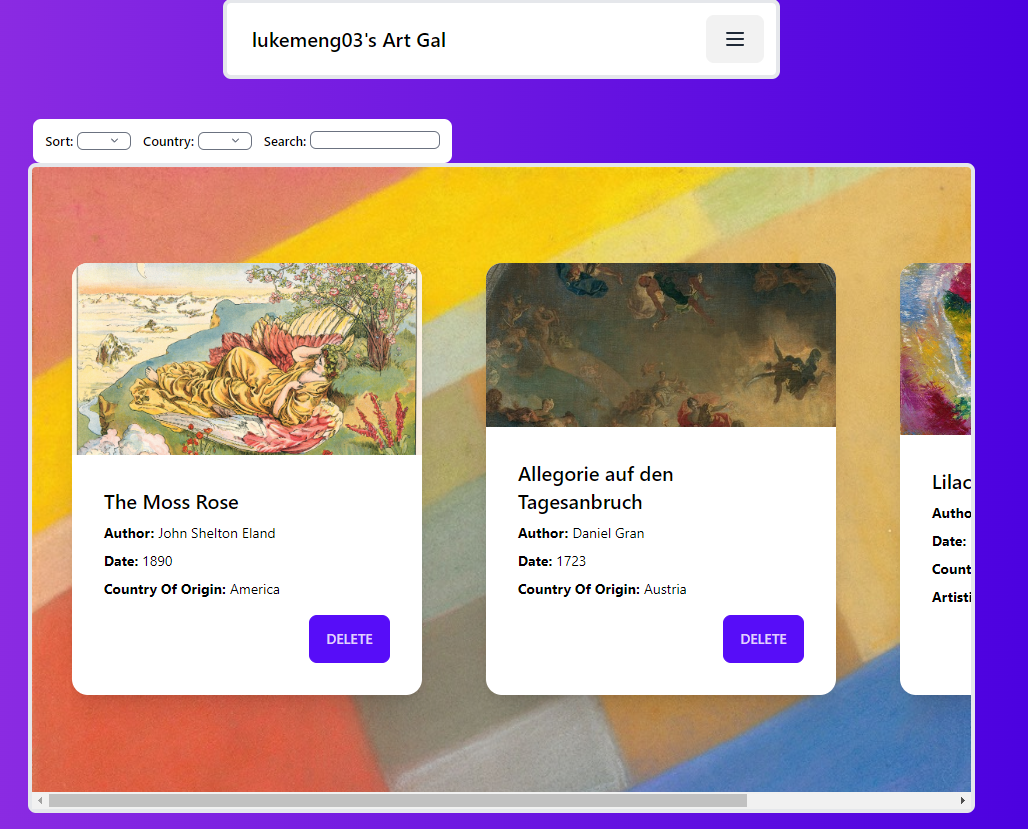 lukemeng03's Art Gal
Sort: Country: Search:
The Moss Rose
Author: John Shelton Eland
Date: 1890
Country Of Origin: America
DELETE
Allegorie auf den
Tagesanbruch
Author: Daniel Gran
Date: 1723
Country Of Origin: Austria
DELETE
Lilac
Autho
Date:
Count
Artisti